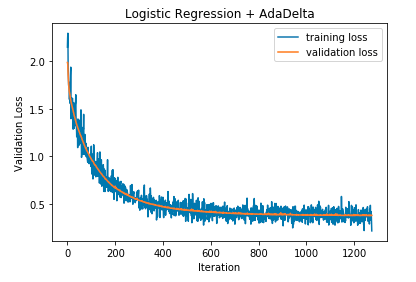 Logistic Regression + AdaDelta
training loss
validation loss
Validation Loss
2.0
1.5
1.0
0.5
0
200
400
600
800
1000
1200
Iteration